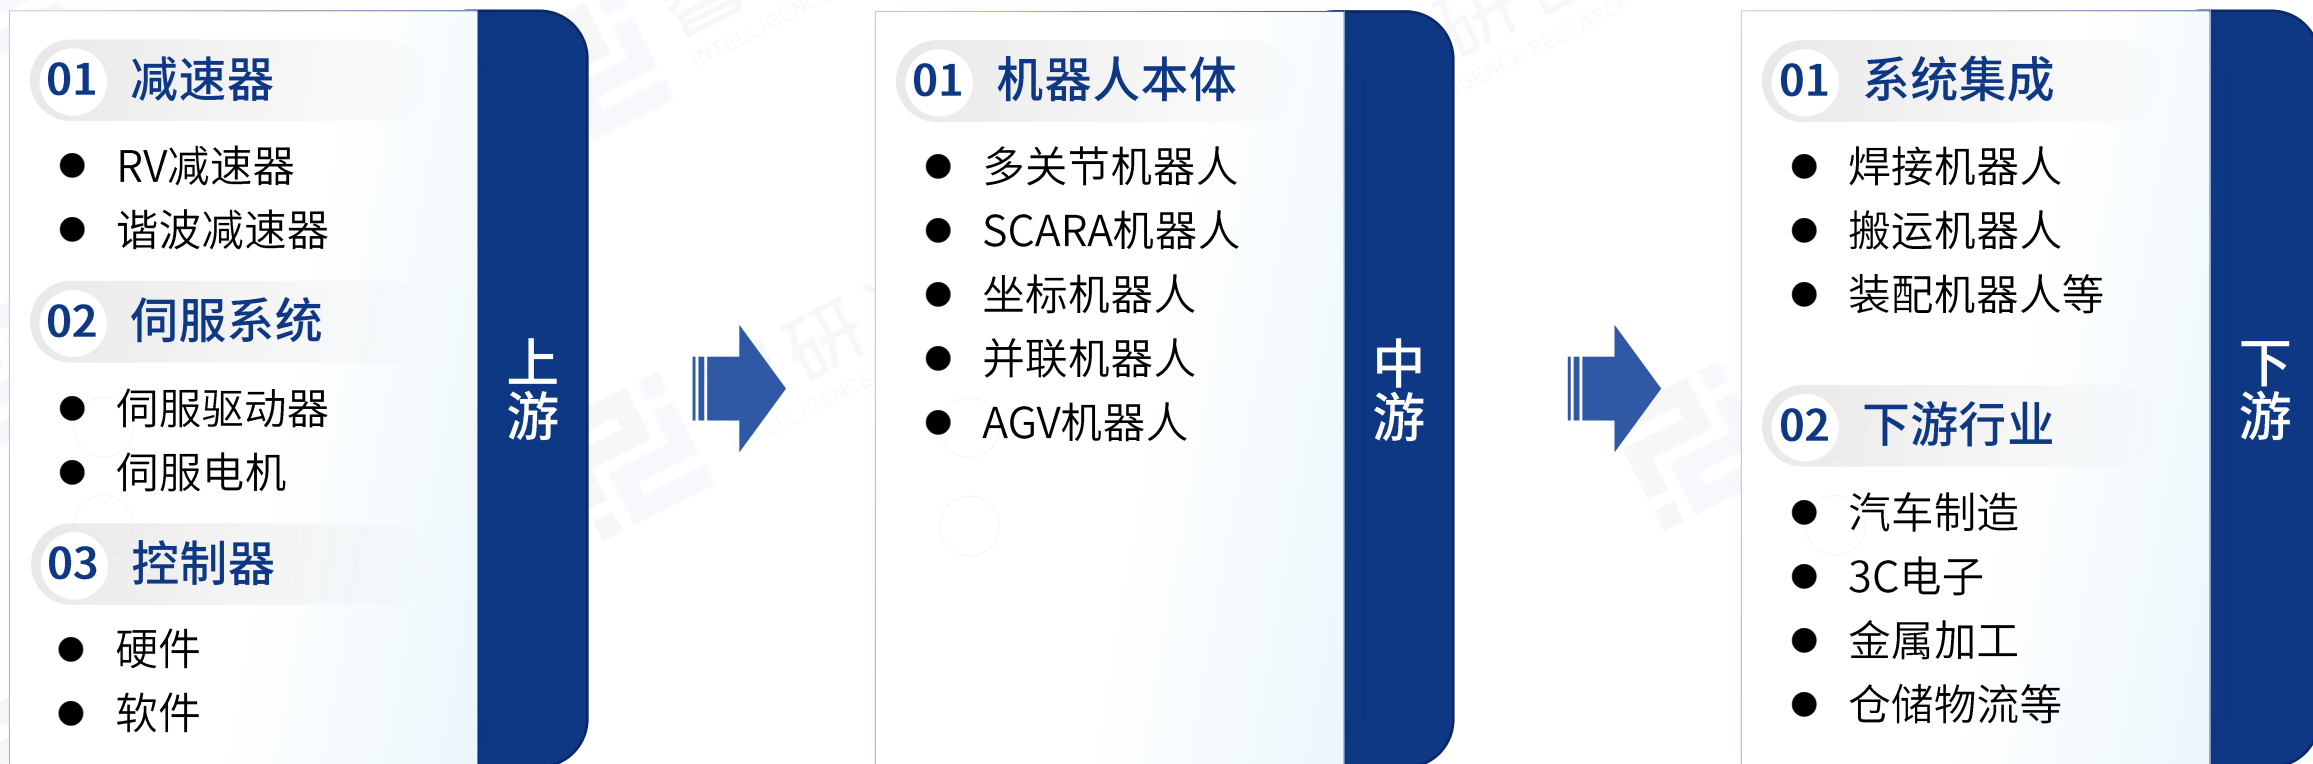 01 减速器
RV减速器
谐波减速器
02 伺服系统
伺服驱动器
伺服电机
03 控制器
硬件
软件
上游
01 机器人本体
多关节机器人
SCARA机器人
坐标机器人
并联机器人
AGV机器人
中游
01 系统集成
焊接机器人
搬运机器人
装配机器人等
02 下游行业
汽车制造
3C电子
金属加工
仓储物流等
下游